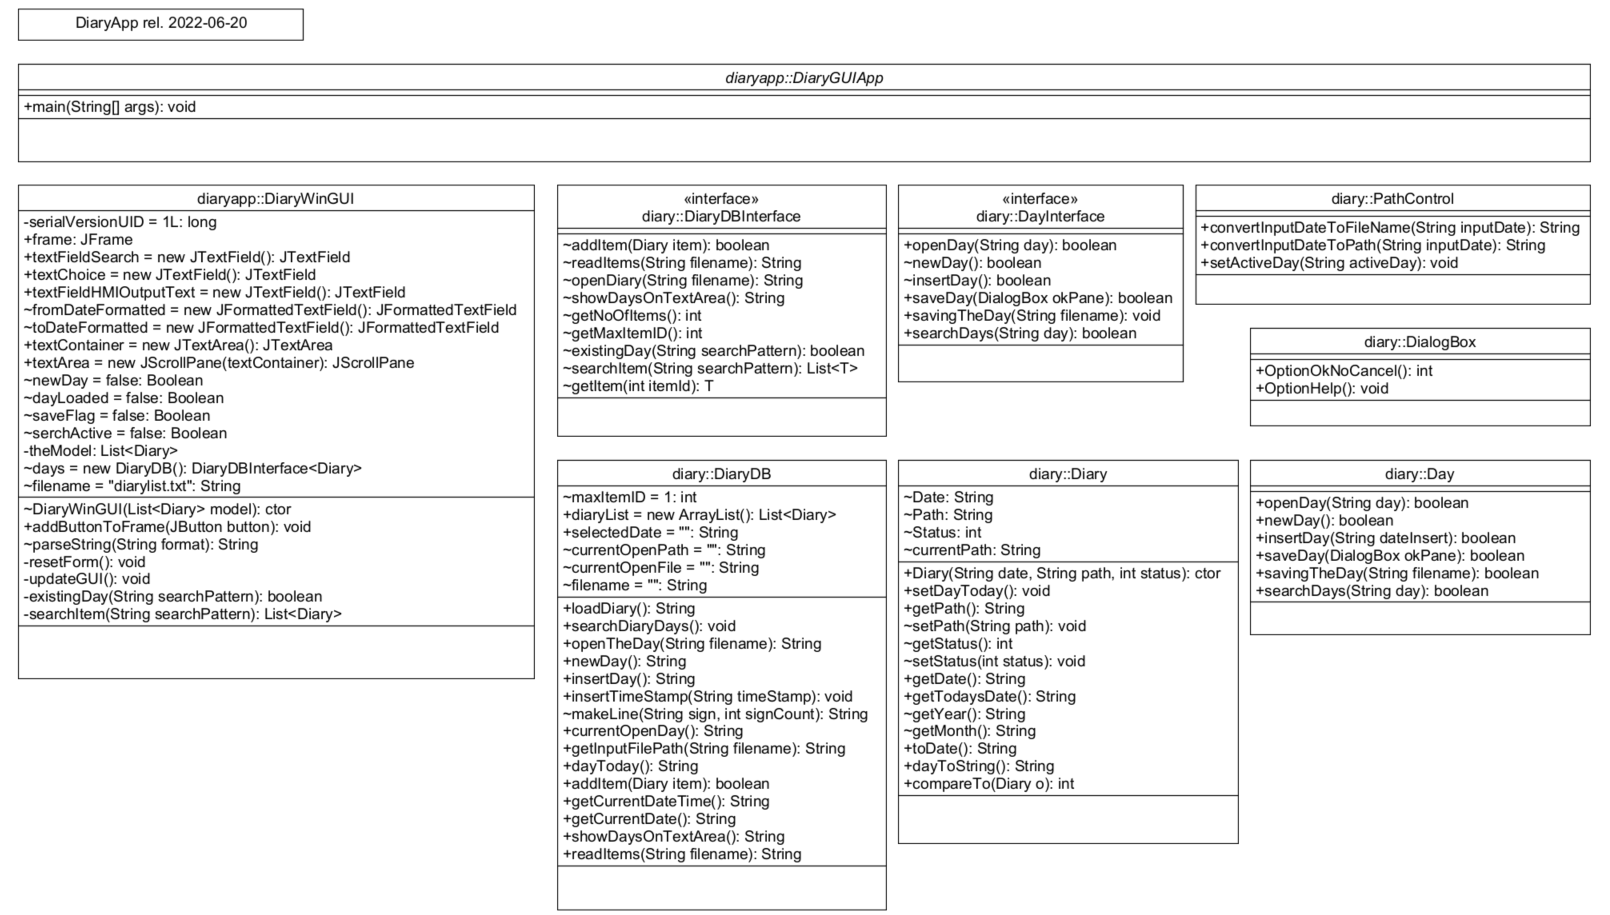 DiaryApp rel. 2022-06-20
diaryapp::DiaryGUIApp
+main(String[] args): void
diaryapp::DiaryWinGUI
-serialVersionUID = 1L: long
+frame: JFrame
+textFieldSearch = new JTextField(): JTextField
+textChoice = new JTextField(): JTextField
+textFieldHMIOutputText = new JTextField(): JTextField
~fromDateFormatted = new JFormattedTextField(): JFormattedTextField
~toDateFormatted = new JFormattedTextField(): JFormattedTextField
+textContainer = new JTextArea(): JTextArea
+textArea = new JScrollPane(textContainer): JScrollPane
~newDay = false: Boolean
~dayLoaded = false: Boolean
~saveFlag = false: Boolean
~serchActive = false: Boolean
-theModel: List<Diary>
~days = new DiaryDB(): DiaryDBInterface<Diary>
~filename = "diarylist.txt": String
~DiaryWinGUI(List<Diary> model): ctor
+addButtonToFrame(JButton button): void
~parseString(String format): String
-resetForm(): void
-updateGUI(): void
-existingDay(String searchPattern): boolean
-searchItem(String searchPattern): List<Diary>
«interface»
diary::DiaryDBInterface
~addItem(Diary item): boolean
~readItems(String filename): String
~openDiary(String filename): String
~showDaysOnTextArea(): String
~getNoOfItems(): int
~getMaxItemID(): int
~existingDay(String searchPattern): boolean
~searchItem(String searchPattern): List<T>
~getItem(int itemId): T
«interface»
diary::DayInterface
+openDay(String day): boolean
~newDay(): boolean
~insertDay(): boolean
+saveDay(DialogBox okPane): boolean
+savingTheDay(String filename): void
+searchDays(String day): boolean
diary::PathControl
+convertInputDateToFileName(String inputDate): String
+convertInputDateToPath(String inputDate): String
+setActiveDay(String activeDay): void
diary::DialogBox
+OptionOkNoCancel(): int
+OptionHelp(): void
diary::DiaryDB
~maxItemID = 1: int
+diaryList = new ArrayList(): List<Diary>
+selectedDate = "": String
~currentOpenPath = "": String
~currentOpenFile = "": String
~filename = "": String
+loadDiary(): String
+searchDiaryDays(): void
+openTheDay(String filename): String
+newDay(): String
+insertDay(): String
+insertTimeStamp(String timeStamp): void
~makeLine(String sign, int signCount): String
+currentOpenDay(): String
+getInputFilePath(String filename): String
+dayToday(): String
+addItem(Diary item): boolean
+getCurrentDateTime(): String
+getCurrentDate(): String
+showDaysOnTextArea(): String
+readItems(String filename): String
diary::Diary
~Date: String
~Path: String
~Status: int
~currentPath: String
+Diary(String date, String path, int status): ctor
+setDayToday(): void
+getPath(): String
~setPath(String path): void
~getStatus(): int
~setStatus(int status): void
+getDate(): String
+getTodaysDate(): String
~getYear(): String
~getMonth(): String
+toDate(): String
+dayToString(): String
+compareTo(Diary o): int
diary::Day
+openDay(String day): boolean
+newDay(): boolean
+insertDay(String dateInsert): boolean
+saveDay(DialogBox okPane): boolean
+savingTheDay(String filename): boolean
+searchDays(String day): boolean